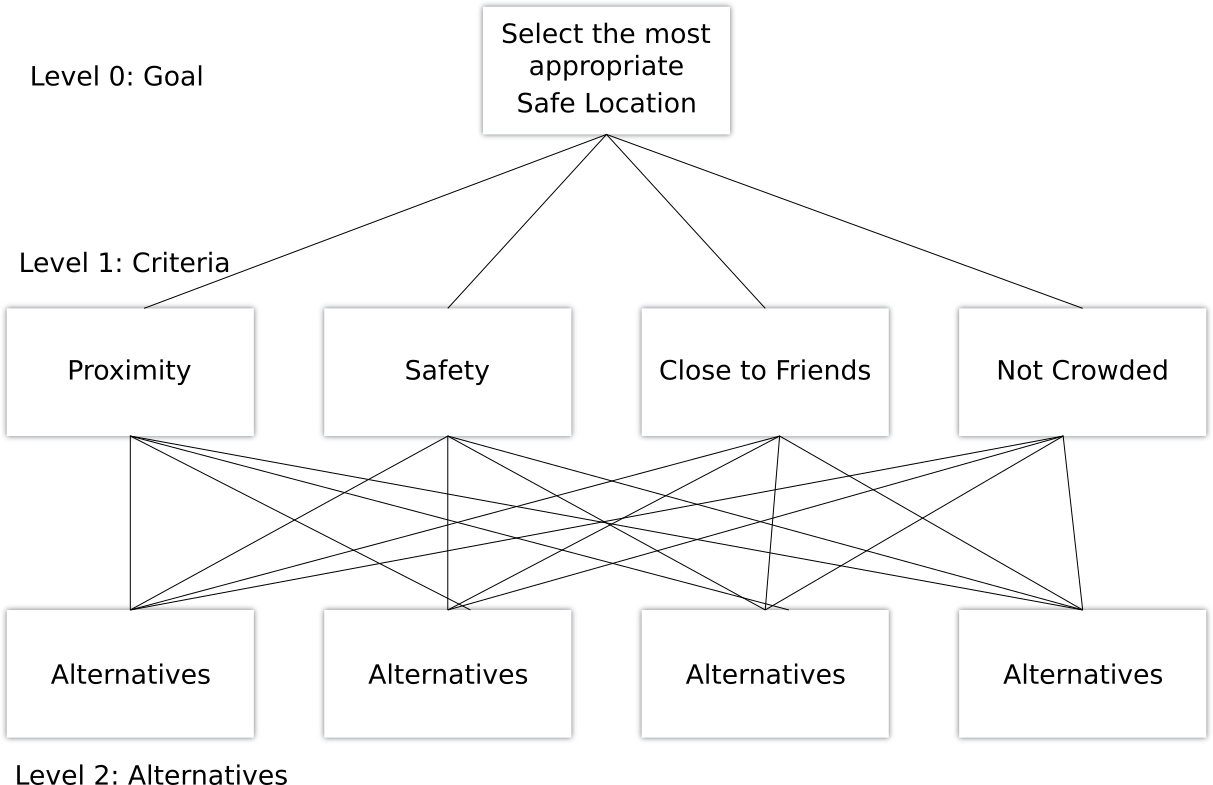 Select the most
appropriate
Safe Location
Level 0: Goal
Level 1: Criteria
Proximity
Safety
Close to Friends
Not Crowded
Alternatives
Alternatives
Alternatives
Alternatives
Level 2: Alternatives